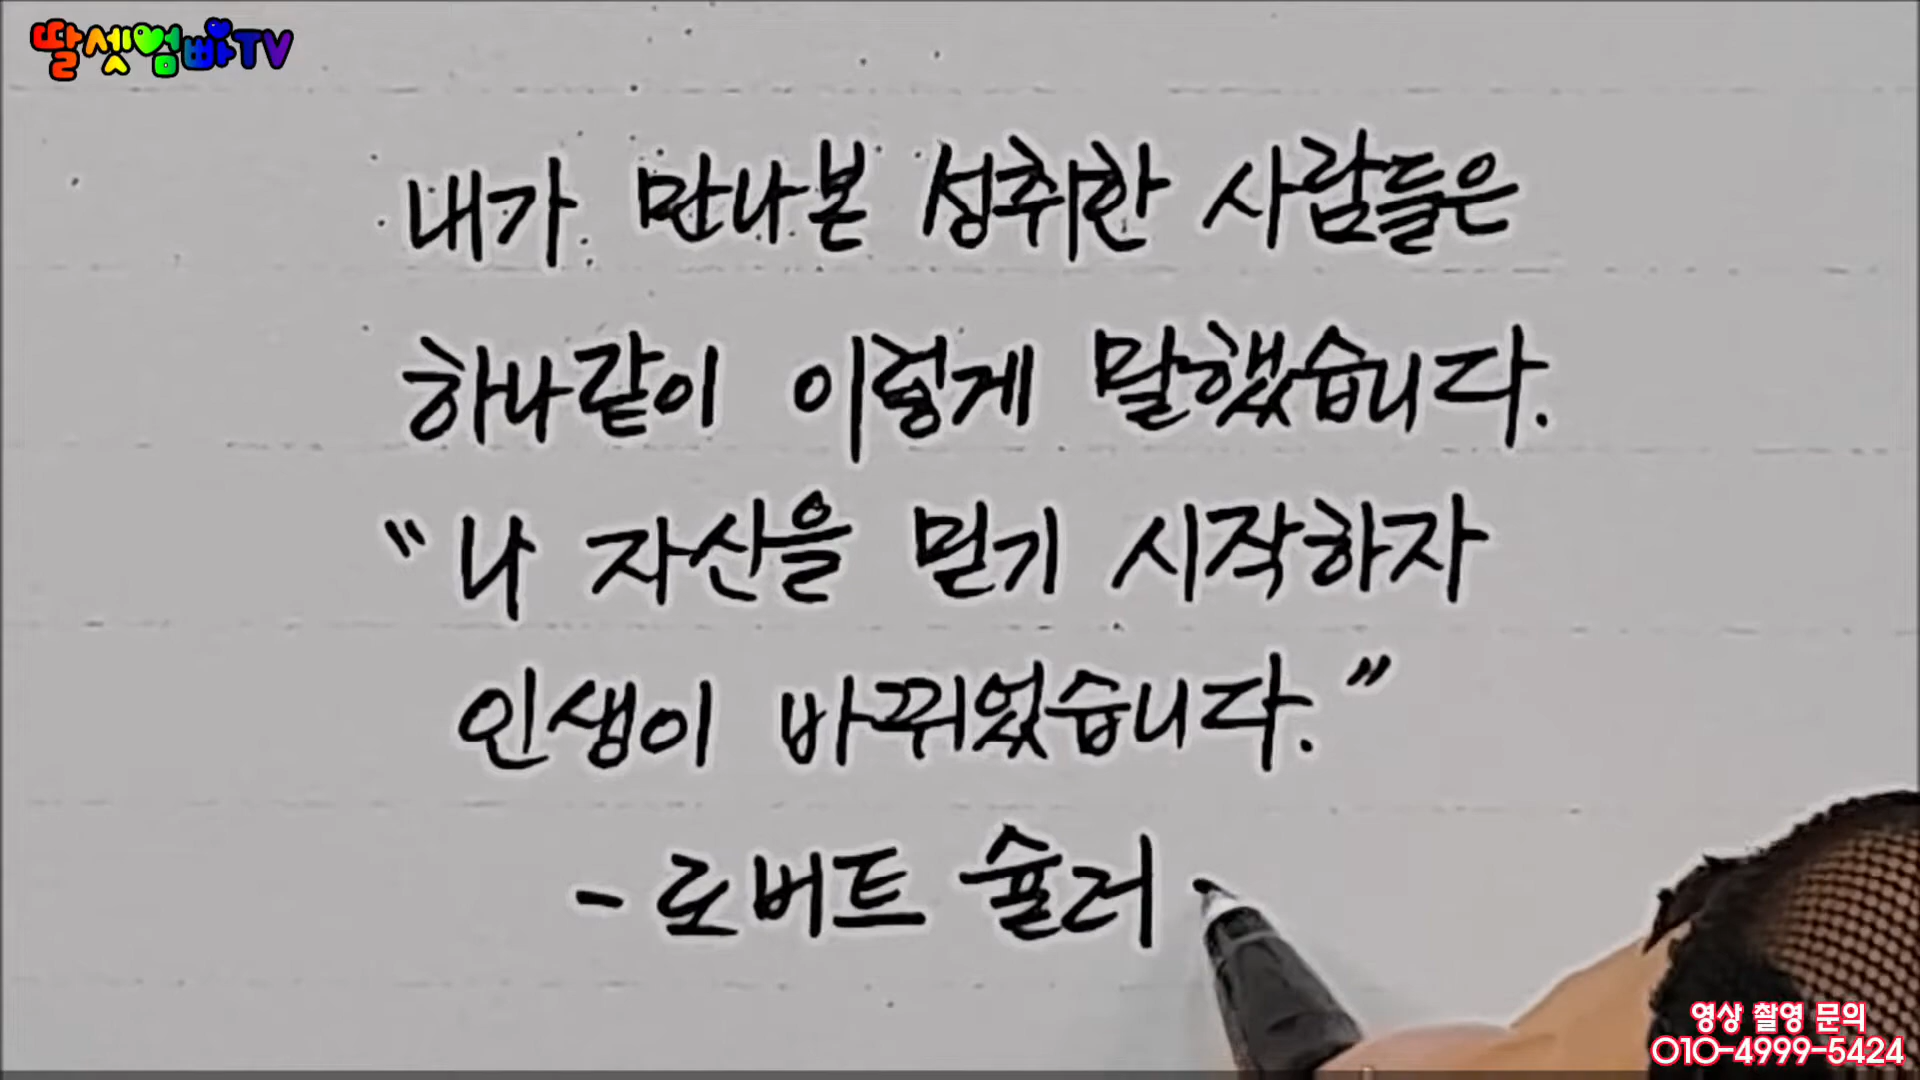 딸셋엄빠TV
내가 만나본 성취한 사람들은
하나같이 이렇게 말했습니다.
“나 자산을 믿기 시작하자
인생이 바뀌었습니다.”
- 로버트 슐러
영상 촬영 문의
010-4999-5424